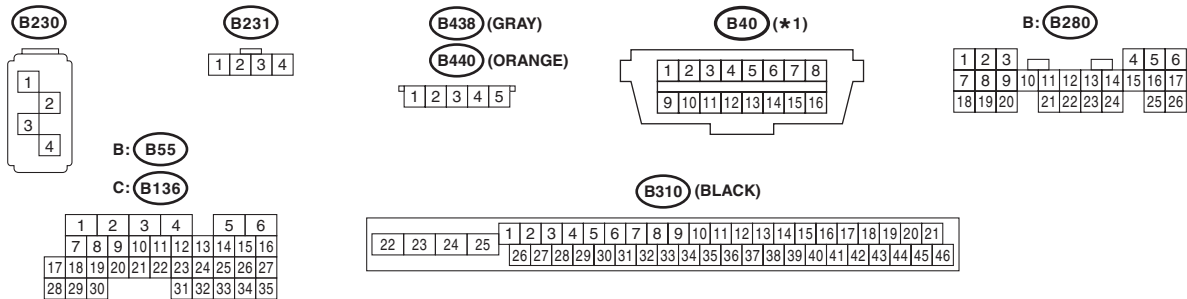 B230
1
2
3
4
B231
1 2 3 4
B438 (GRAY)
B440 (ORANGE)
1 2 3 4 5
B40 (★1)
1 2 3 4 5 6 7 8
9 10 11 12 13 14 15 16
B: B280
1 2 3 4 5 6
7 8 9 10 11 12 13 14 15 16 17
18 19 20 21 22 23 24 25 26
B: B55
C: B136
1 2 3 4 5 6
7 8 9 10 11 12 13 14 15 16
17 18 19 20 21 22 23 24 25 26 27
28 29 30 31 32 33 34 35
B310 (BLACK)
22 23 24 25 1 2 3 4 5 6 7 8 9 10 11 12 13 14 15 16 17 18 19 20 21
26 27 28 29 30 31 32 33 34 35 36 37 38 39 40 41 42 43 44 45 46